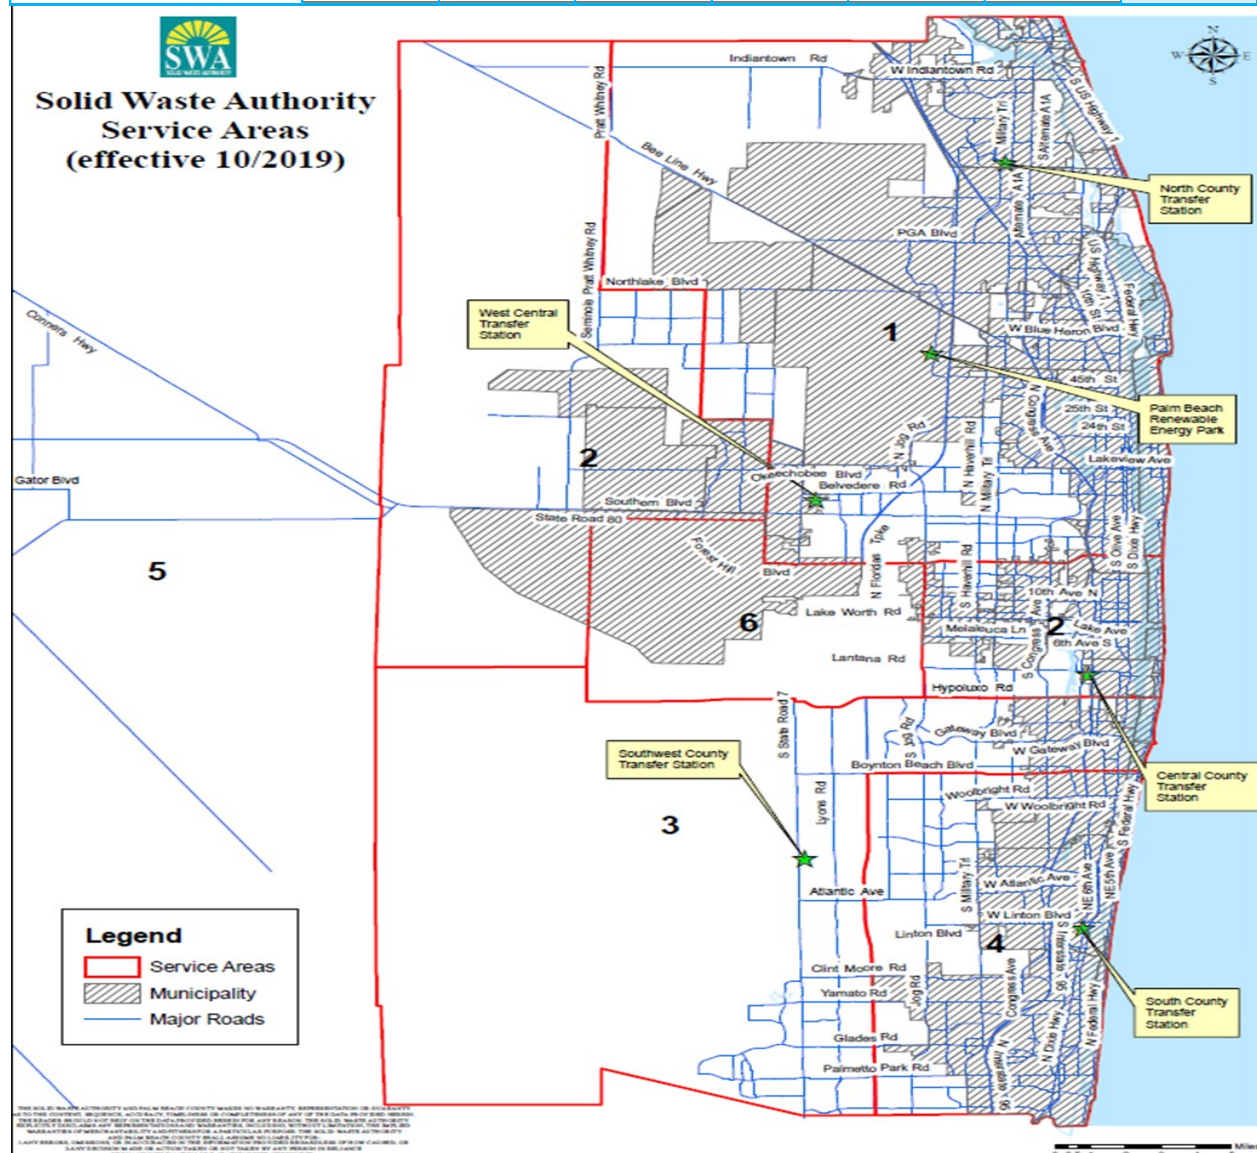 SWA
SOLID WASTE AUTHORITY
Solid Waste Authority
Service Areas
(effective 10/2019)
N
W E
S
Indiantown Rd
W Indiantown Rd
S US Highway 1
Pratt Whitney Rd
Military Trl
S Alternate A1A
Bee Line Hwy
North County
Transfer
Station
Alternate A1A
PGA Blvd
Seminole Pratt Whitney Rd
US Highway 1
Northlake Blvd
Federal Hwy
West Central
Transfer
Station
Conners Hwy
1
W Blue Heron Blvd
45th St
N Congress Ave
Palm Beach
Renewable
Energy Park
25th St
24th St
N Jog Rd
N Haverhill Rd
N Military Trl
Lakeview Ave
2
Okeechobee Blvd
Belvedere Rd
Gator Blvd
Southern Blvd
State Road 80
Forest Hill
Blvd
N Floridas Tpke
S Olive Ave
S Dixie Hwy
5
S Haverhill Rd
10th Ave N
6
Lake Worth Rd
Melaleuca Ln
2
Lake Ave
6th Ave S
S Congress Ave
Lantana Rd
Hypoluxo Rd
S State Road 7
S Jog Rd
Gateway Blvd
W Gateway Blvd
Southwest County
Transfer Station
Boynton Beach Blvd
Central County
Transfer
Station
Lyons Rd
Woolbright Rd
W Woolbright Rd
S Federal Hwy
3
S Military Trl
W Atlantic Ave
NE 6th Ave
NE 5th Ave
Atlantic Ave
W Linton Blvd
Linton Blvd
4
S Interstate 95
Clint Moore Rd
Yamato Rd
Jog Rd
Congress Ave
N Federal Hwy
South County
Transfer
Station
Glades Rd
N Dixie Hwy
N Interstate 95
Palmetto Park Rd
Legend
Service Areas
Municipality
Major Roads
Miles